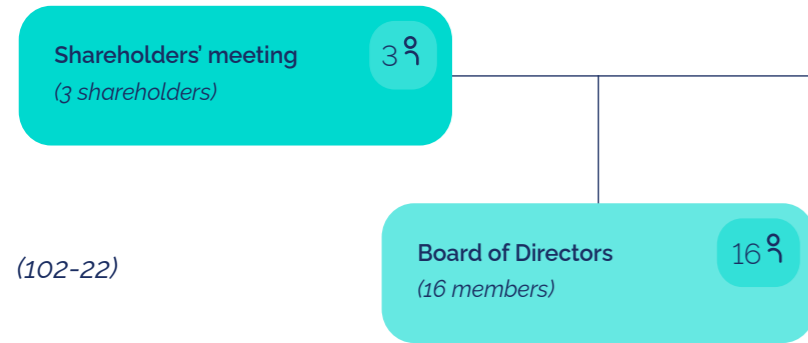 Shareholders’ meeting
3
(3 shareholders)
Board of Directors
16
(16 members)
(102-22)